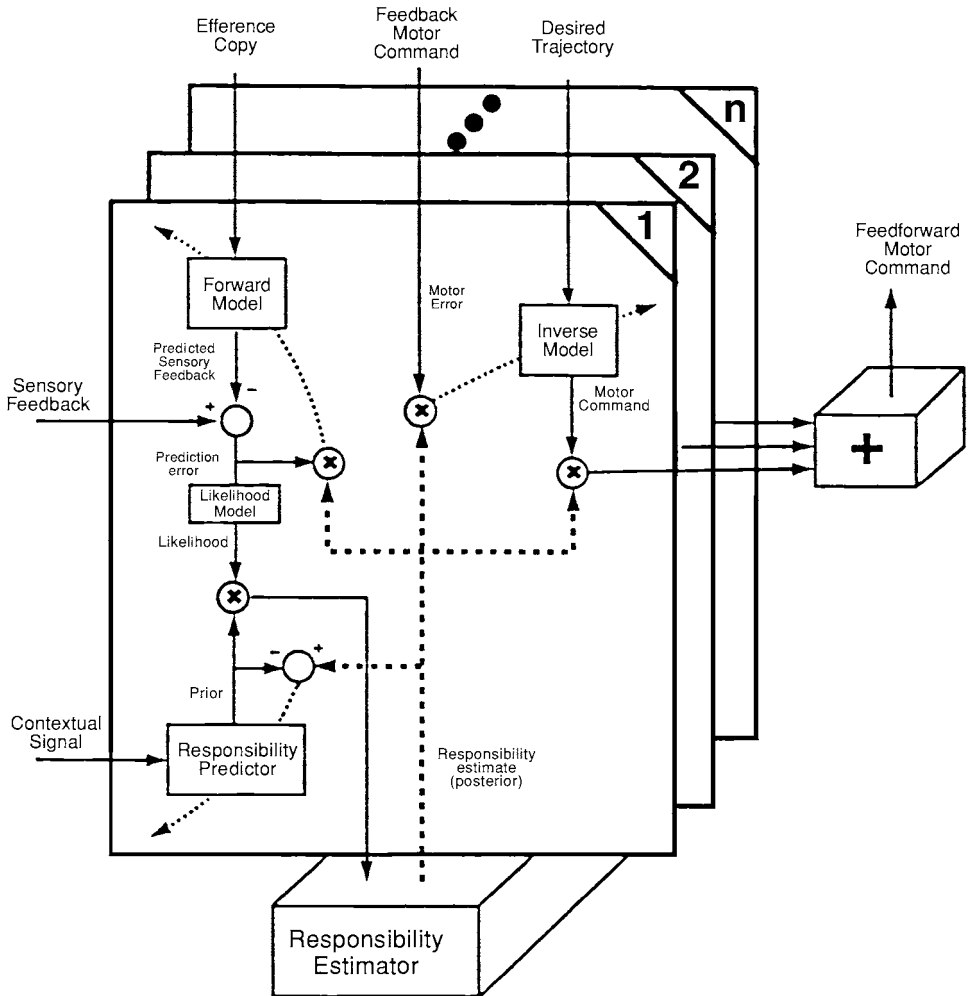 Efference
Copy
Feedback
Motor
Command
Desired
Trajectory
n
2
1
Feedforward
Motor
Command
Forward
Model
Motor
Error
Inverse
Model
Predicted
Sensory
Feedback
−
Motor
Command
Sensory
Feedback
+
×
×
×
+
Prediction
error
Likelihood
Model
Likelihood
×
−
+
Prior
Contextual
Signal
Responsibility
Predictor
Responsibility
estimate
(posterior)
Responsibility
Estimator